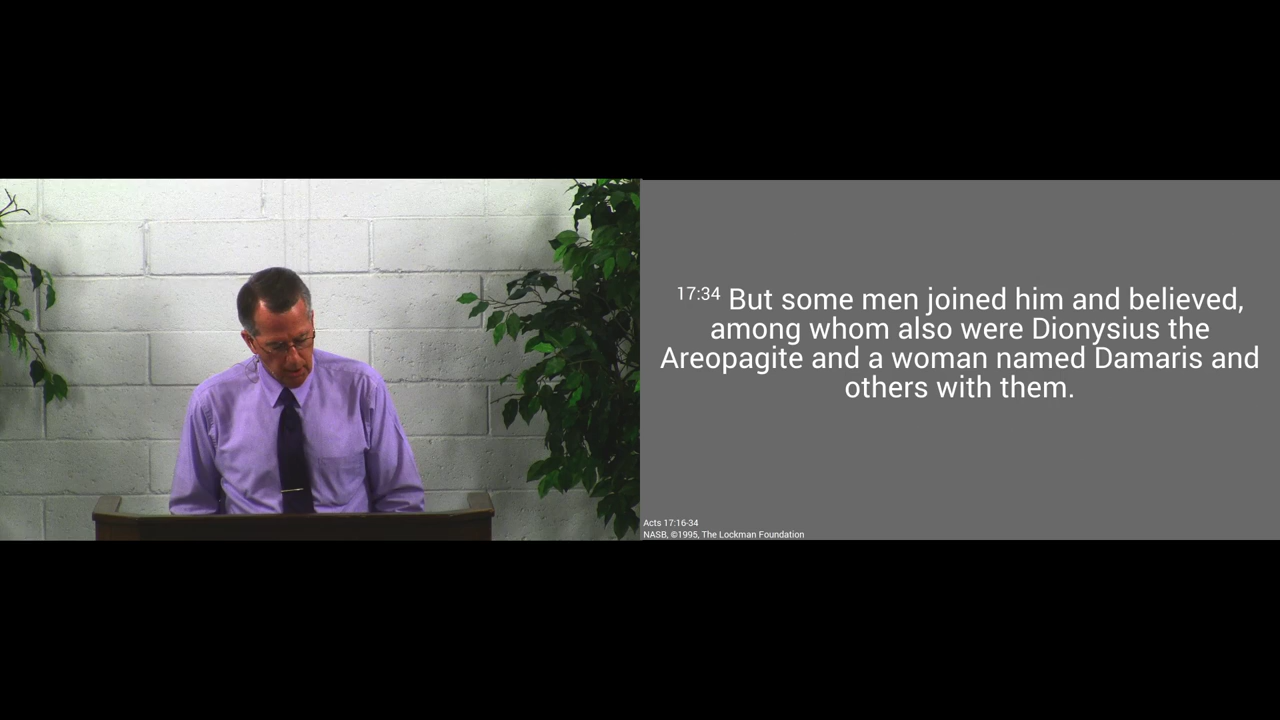 17:34 But some men joined him and believed,
among whom also were Dionysius the
Areopagite and a woman named Damaris and
others with them.
Acts 17:16-34
NASB, ©1995, The Lockman Foundation